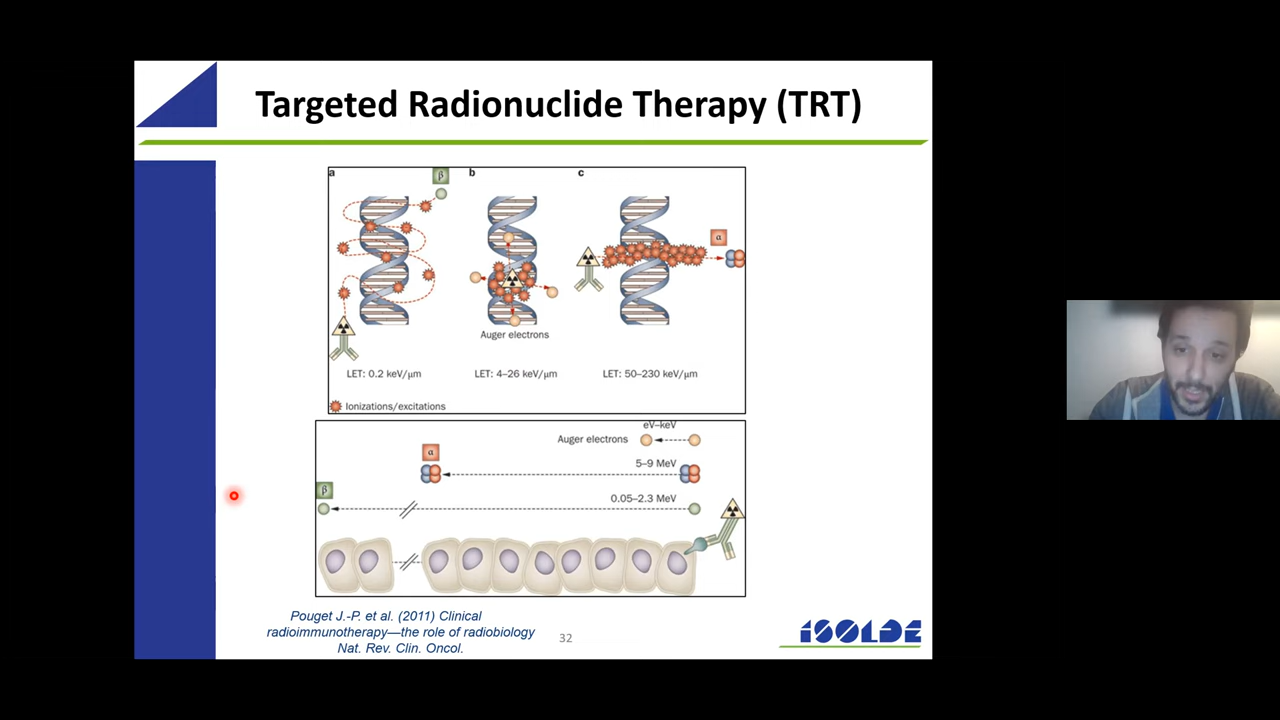 Targeted Radionuclide Therapy (TRT)
a
β
b
c
α
Auger electrons
LET: 0.2 keV/μm
LET: 4–26 keV/μm
LET: 50–230 keV/μm
Ionizations/excitations
eV–keV
Auger electrons
α
5–9 MeV
β
0.05–2.3 MeV
Pouget J.-P. et al. (2011) Clinical
radioimmunotherapy—the role of radiobiology
Nat. Rev. Clin. Oncol.
32
ISOLDE